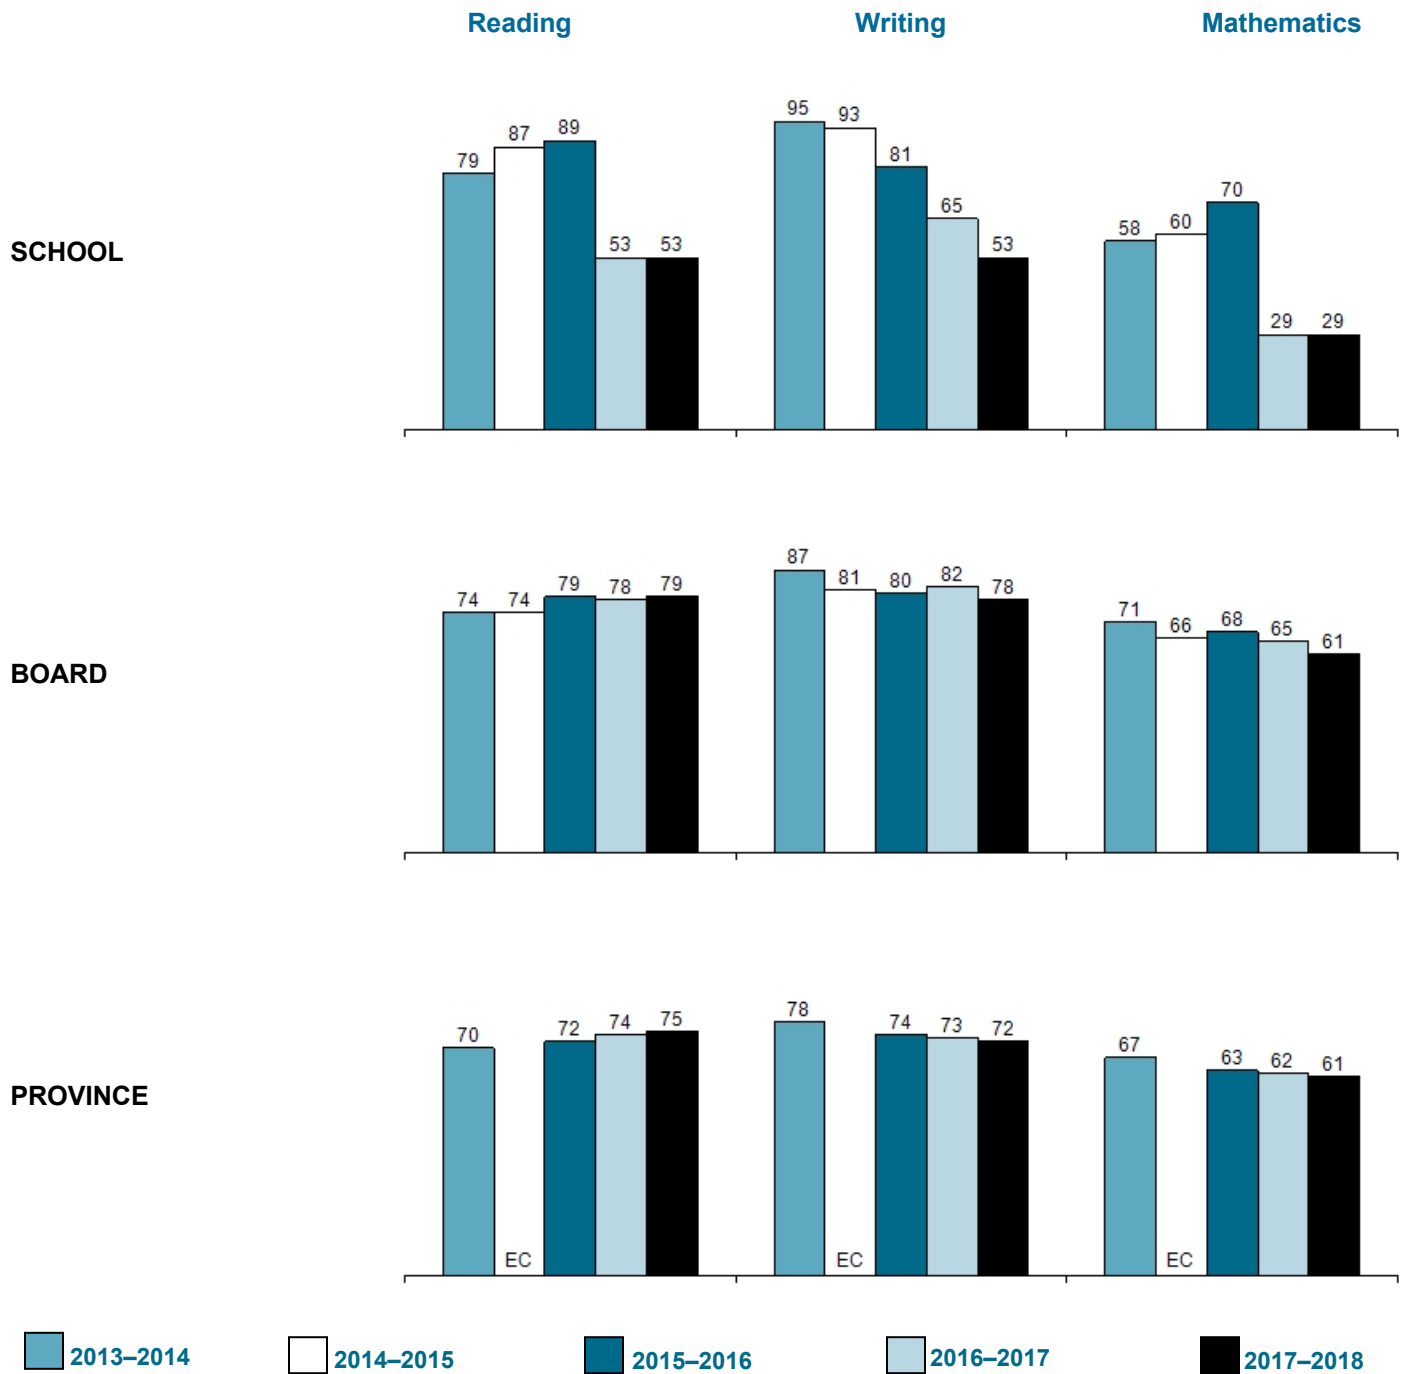 Reading Writing Mathematics
SCHOOL
79 87 89 53 53
95 93 81 65 53
58 60 70 29 29
BOARD
74 74 79 78 79
87 81 80 82 78
71 66 68 65 61
PROVINCE
70 EC 72 74 75
78 EC 74 73 72
67 EC 63 62 61
2013–2014 2014–2015 2015–2016 2016–2017 2017–2018